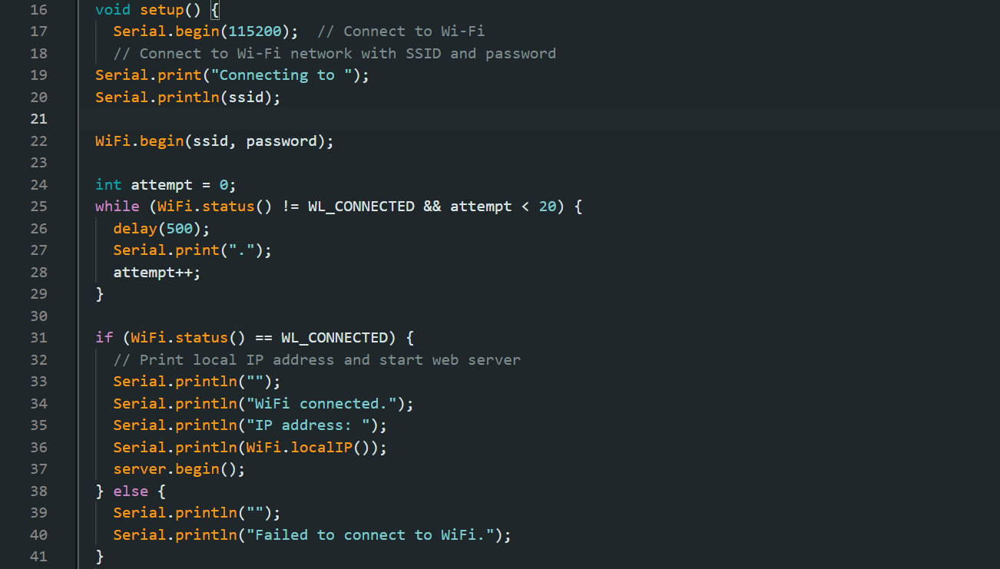 16 void setup() {
17 Serial.begin(115200);  // Connect to Wi-Fi
18 // Connect to Wi-Fi network with SSID and password
19 Serial.print("Connecting to ");
20 Serial.println(ssid);
21
22 WiFi.begin(ssid, password);
23
24 int attempt = 0;
25 while (WiFi.status() != WL_CONNECTED && attempt < 20) {
26 delay(500);
27 Serial.print(".");
28 attempt++;
29 }
30
31 if (WiFi.status() == WL_CONNECTED) {
32 // Print local IP address and start web server
33 Serial.println("");
34 Serial.println("WiFi connected.");
35 Serial.println("IP address: ");
36 Serial.println(WiFi.localIP());
37 server.begin();
38 } else {
39 Serial.println("");
40 Serial.println("Failed to connect to WiFi.");
41 }